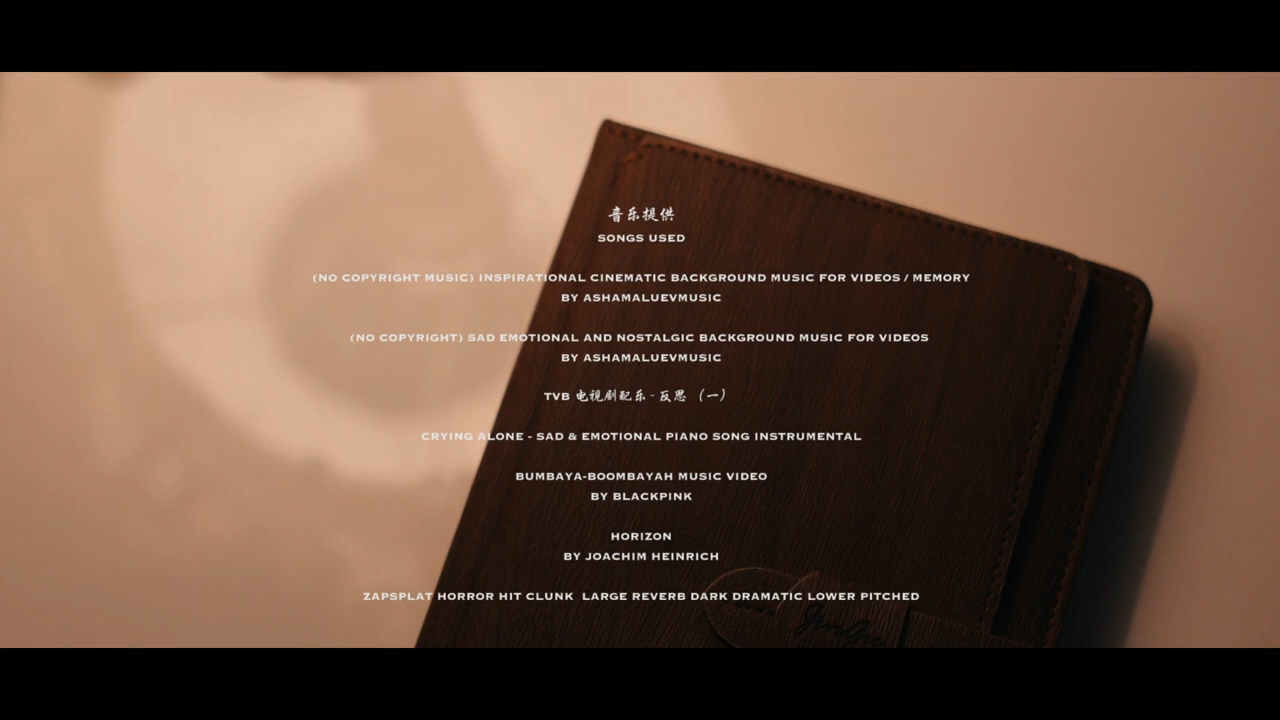 音乐提供
SONGS USED
(NO COPYRIGHT MUSIC) INSPIRATIONAL CINEMATIC BACKGROUND MUSIC FOR VIDEOS / MEMORY
BY ASHAMALUEVMUSIC
(NO COPYRIGHT) SAD EMOTIONAL AND NOSTALGIC BACKGROUND MUSIC FOR VIDEOS
BY ASHAMALUEVMUSIC
TVB 电视剧配乐 - 反思 （一）
CRYING ALONE - SAD & EMOTIONAL PIANO SONG INSTRUMENTAL
BUMBAYA-BOOMBAYAH MUSIC VIDEO
BY BLACKPINK
HORIZON
BY JOACHIM HEINRICH
ZAPSPLAT HORROR HIT CLUNK LARGE REVERB DARK DRAMATIC LOWER PITCHED